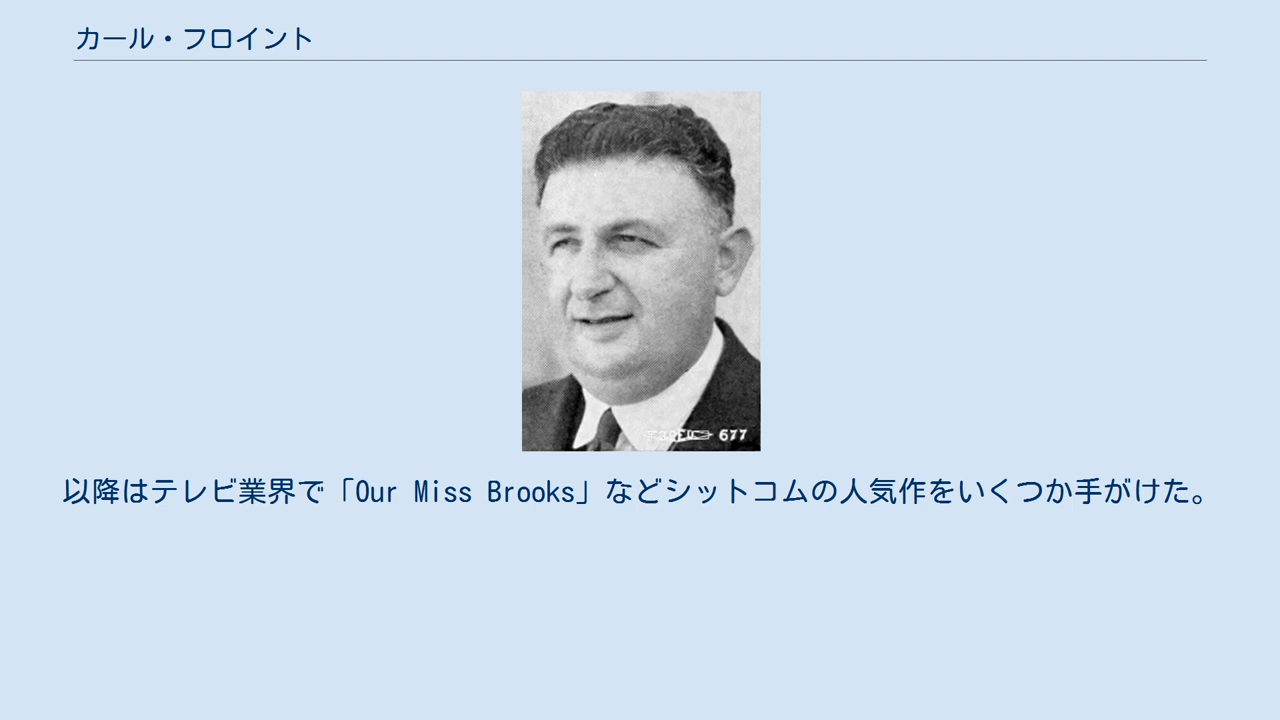 カール・フロイント
677
以降はテレビ業界で「Our Miss Brooks」などシットコムの人気作をいくつか手がけた。